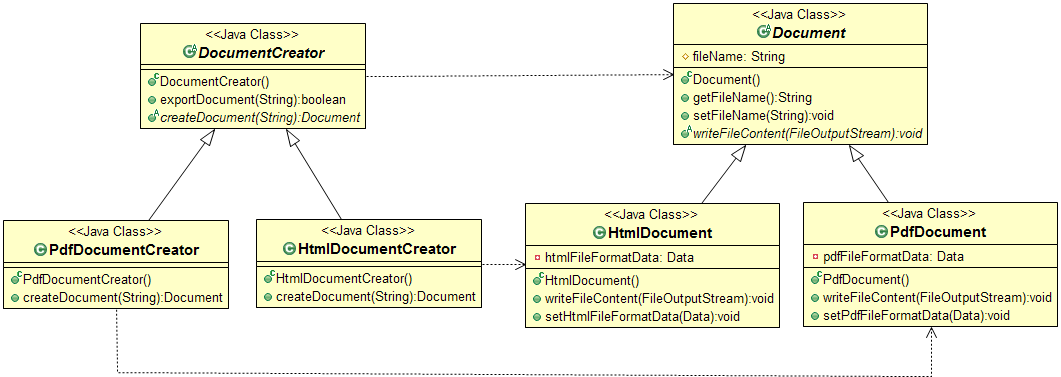 <<Java Class>>
DocumentCreator
DocumentCreator()
exportDocument(String):boolean
createDocument(String):Document
<<Java Class>>
Document
fileName: String
Document()
getFileName():String
setFileName(String):void
writeFileContent(FileOutputStream):void
<<Java Class>>
PdfDocumentCreator
PdfDocumentCreator()
createDocument(String):Document
<<Java Class>>
HtmlDocumentCreator
HtmlDocumentCreator()
createDocument(String):Document
<<Java Class>>
HtmlDocument
htmlFileFormatData: Data
HtmlDocument()
writeFileContent(FileOutputStream):void
setHtmlFileFormatData(Data):void
<<Java Class>>
PdfDocument
pdfFileFormatData: Data
PdfDocument()
writeFileContent(FileOutputStream):void
setPdfFileFormatData(Data):void